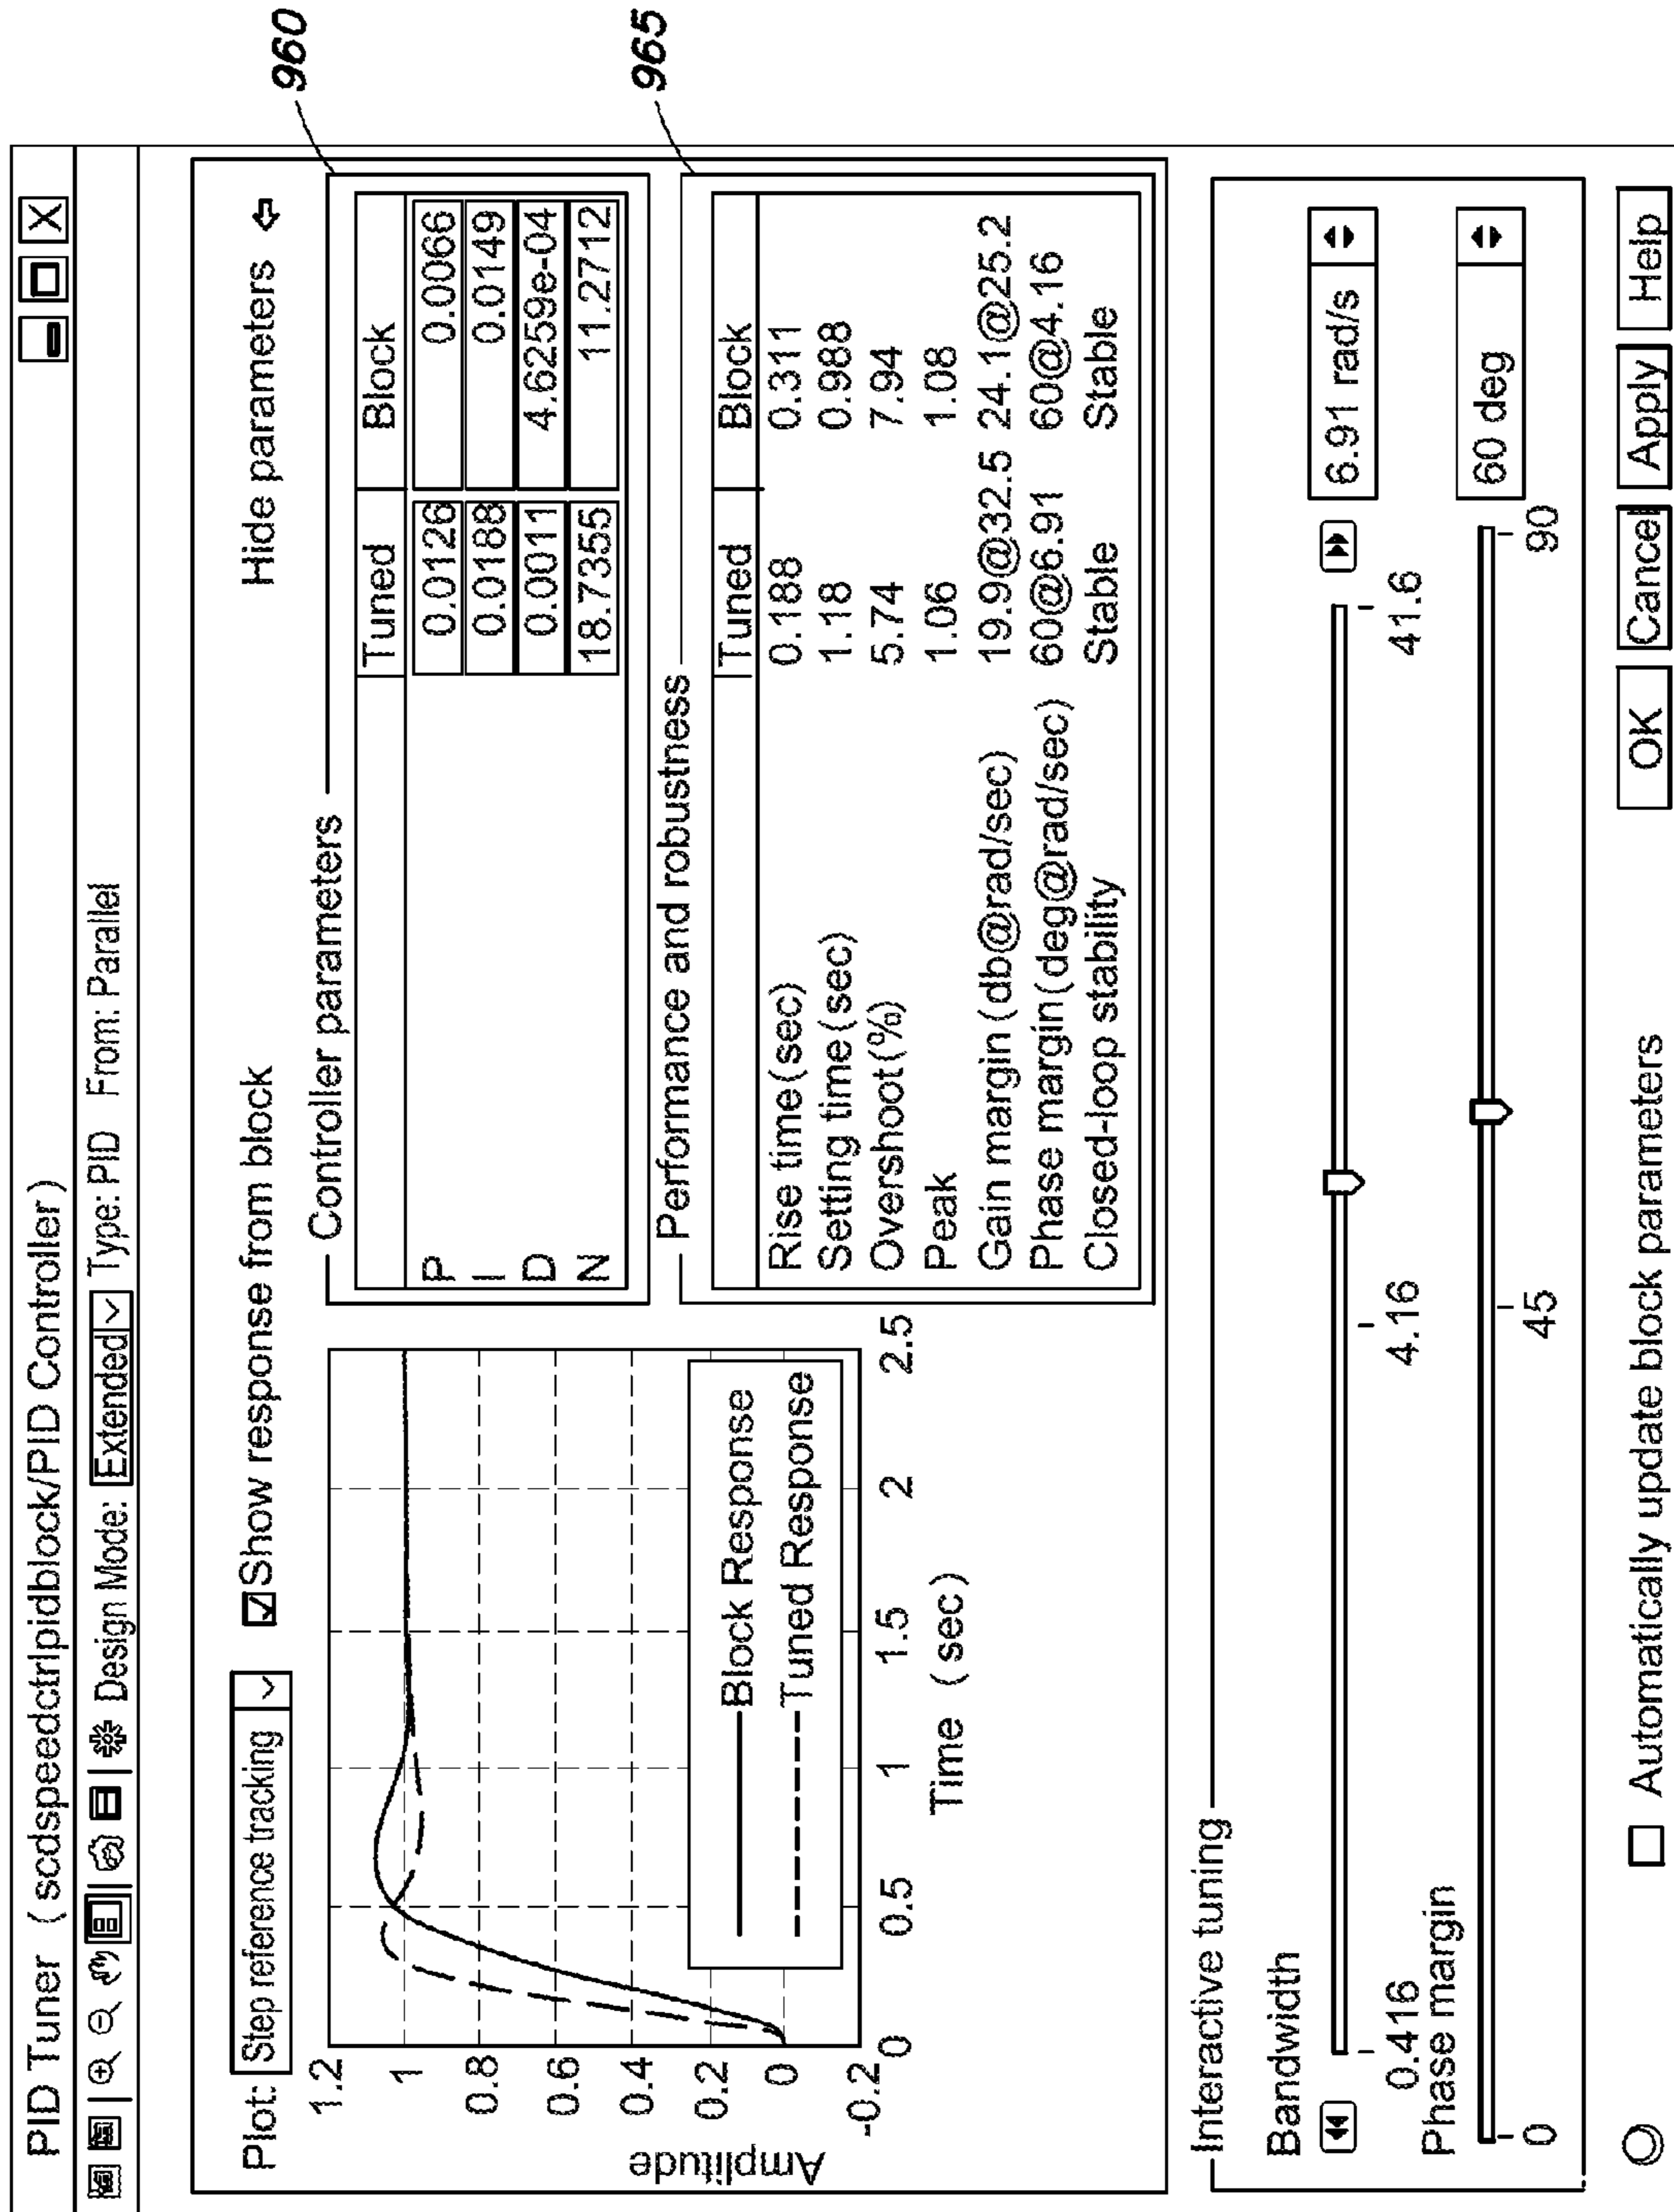 PID Tuner (scdspeedctrlpidblock/PID Controller)
Design Mode: Extended Type: PID From: Parallel
Plot: Step reference tracking Show response from block Hide parameters
1.2
1
0.8
0.6
0.4
0.2
0
-0.2
Amplitude
0 0.5 1 1.5 2 2.5
Time (sec)
Block Response
Tuned Response
Controller parameters
Tuned Block
P 0.0126 0.0066
I 0.0188 0.0149
D 0.0011 4.6259e-04
N 18.7355 11.2712
960
Performance and robustness
Tuned Block
Rise time(sec) 0.188 0.311
Setting time(sec) 1.18 0.988
Overshoot(%) 5.74 7.94
Peak 1.06 1.08
Gain margin(db@rad/sec) 19.9@32.5 24.1@25.2
Phase margin(deg@rad/sec) 60@6.91 60@4.16
Closed-loop stability Stable Stable
965
Interactive tuning
Bandwidth
6.91 rad/s
0.416 4.16 41.6
Phase margin
60 deg
0 45 90
Automatically update block parameters OK Cancel Apply Help